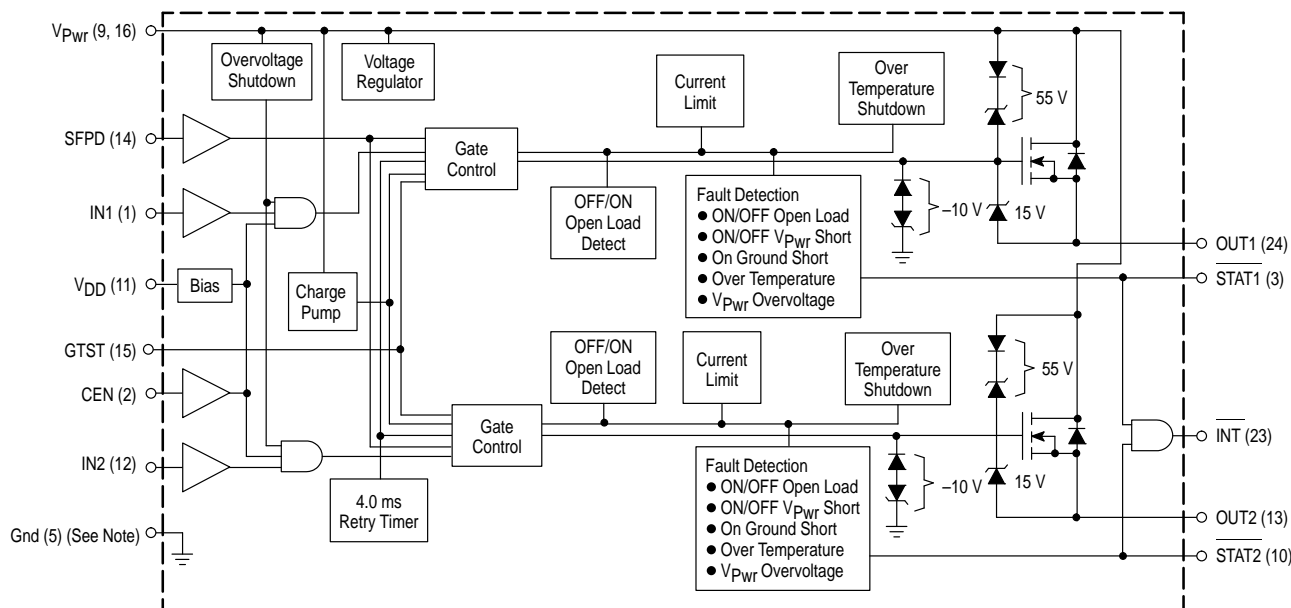 VPwr (9, 16)
Overvoltage
Shutdown
Voltage
Regulator
Current
Limit
Over
Temperature
Shutdown
55 V
SFPD (14)
Gate
Control
IN1 (1)
OFF/ON
Open Load
Detect
Fault Detection
● ON/OFF Open Load
● ON/OFF VPwr Short
● On Ground Short
● Over Temperature
● VPwr Overvoltage
–10 V
15 V
OUT1 (24)
STAT1 (3)
VDD (11)
Bias
Charge
Pump
GTST (15)
OFF/ON
Open Load
Detect
Current
Limit
Over
Temperature
Shutdown
55 V
CEN (2)
Gate
Control
INT (23)
IN2 (12)
4.0 ms
Retry Timer
Fault Detection
● ON/OFF Open Load
● ON/OFF VPwr Short
● On Ground Short
● Over Temperature
● VPwr Overvoltage
–10 V
15 V
OUT2 (13)
STAT2 (10)
Gnd (5) (See Note)